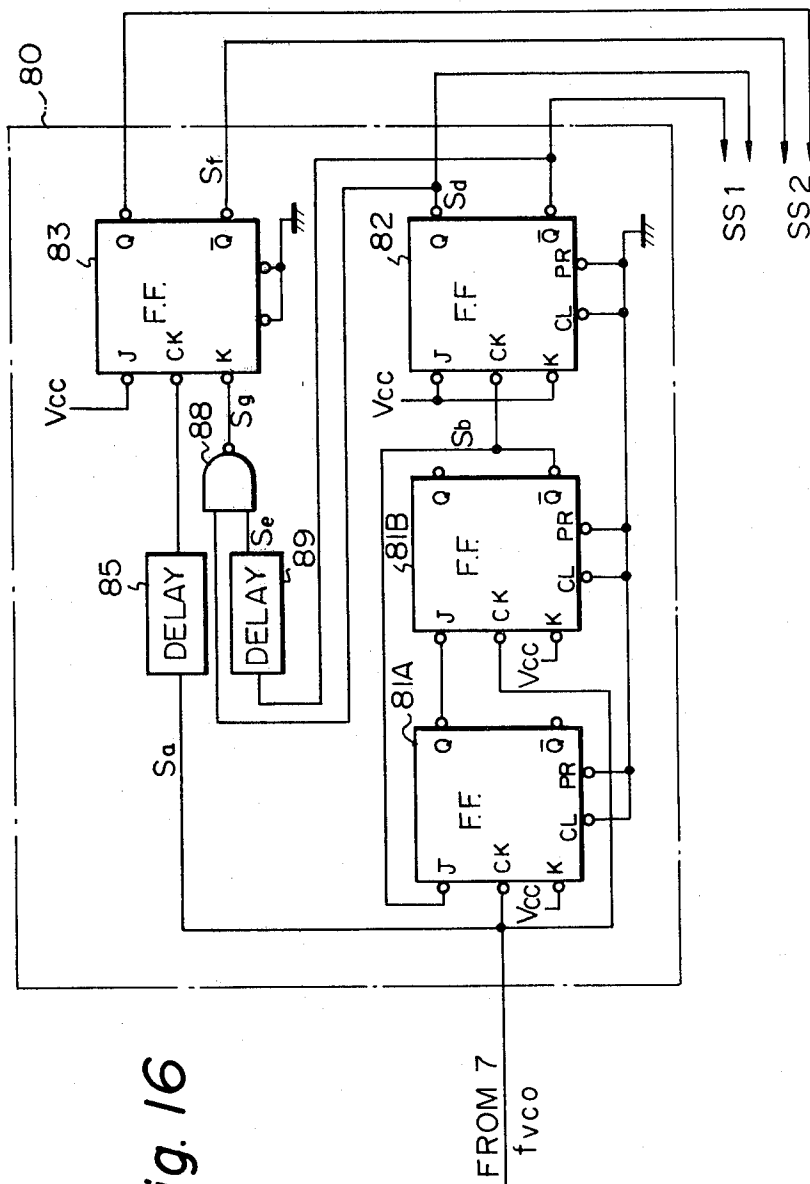 80
83
J
CK
K
F.F.
Q
Q̅
Sf
Vcc
Sg
88
85
DELAY
Se
89
DELAY
Sa
Sd
82
J
CK
K
F.F
Q
Q̅
CL
PR
Vcc
Sb
81B
J
CK
K
F.F.
Q
Q̅
CL
PR
Vcc
81A
J
CK
K
F.F.
Q
Q̅
CL
PR
Vcc
SS1
SS2
FROM 7
fvco
ig. 16